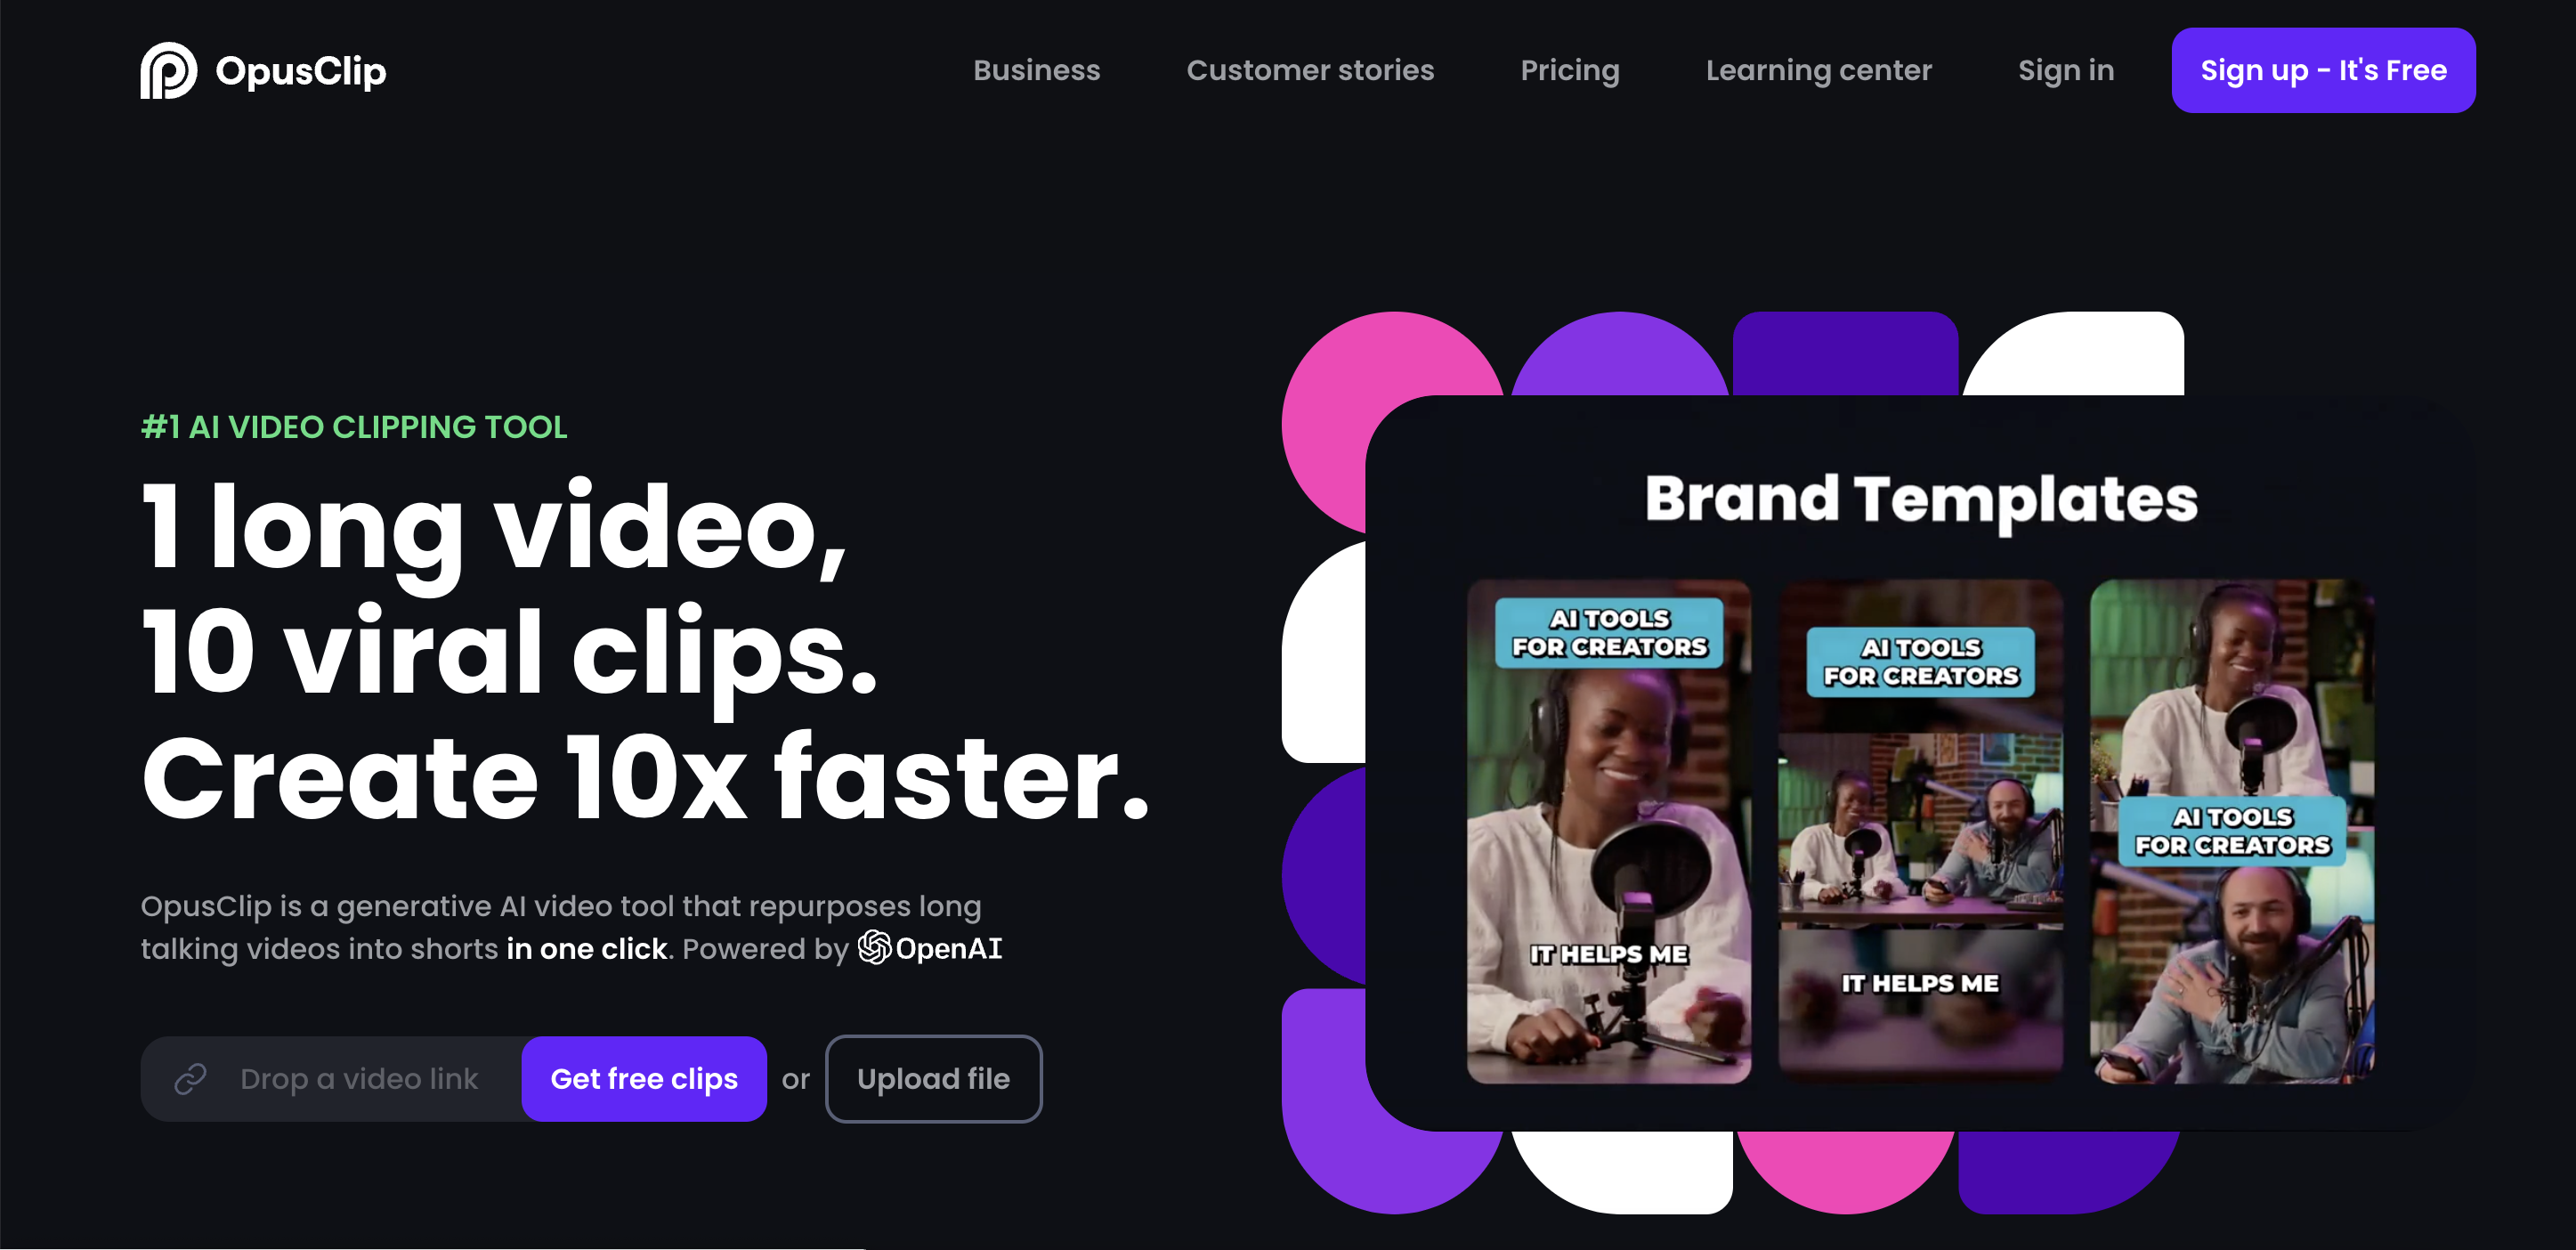 OpusClip
Business
Customer stories
Pricing
Learning center
Sign in
Sign up - It's Free
#1 AI VIDEO CLIPPING TOOL
1 long video,
10 viral clips.
Create 10x faster.
OpusClip is a generative AI video tool that repurposes long
talking videos into shorts in one click. Powered by OpenAI
Drop a video link
Get free clips
or
Upload file
Brand Templates
AI TOOLS
FOR CREATORS
IT HELPS ME
AI TOOLS
FOR CREATORS
IT HELPS ME
AI TOOLS
FOR CREATORS